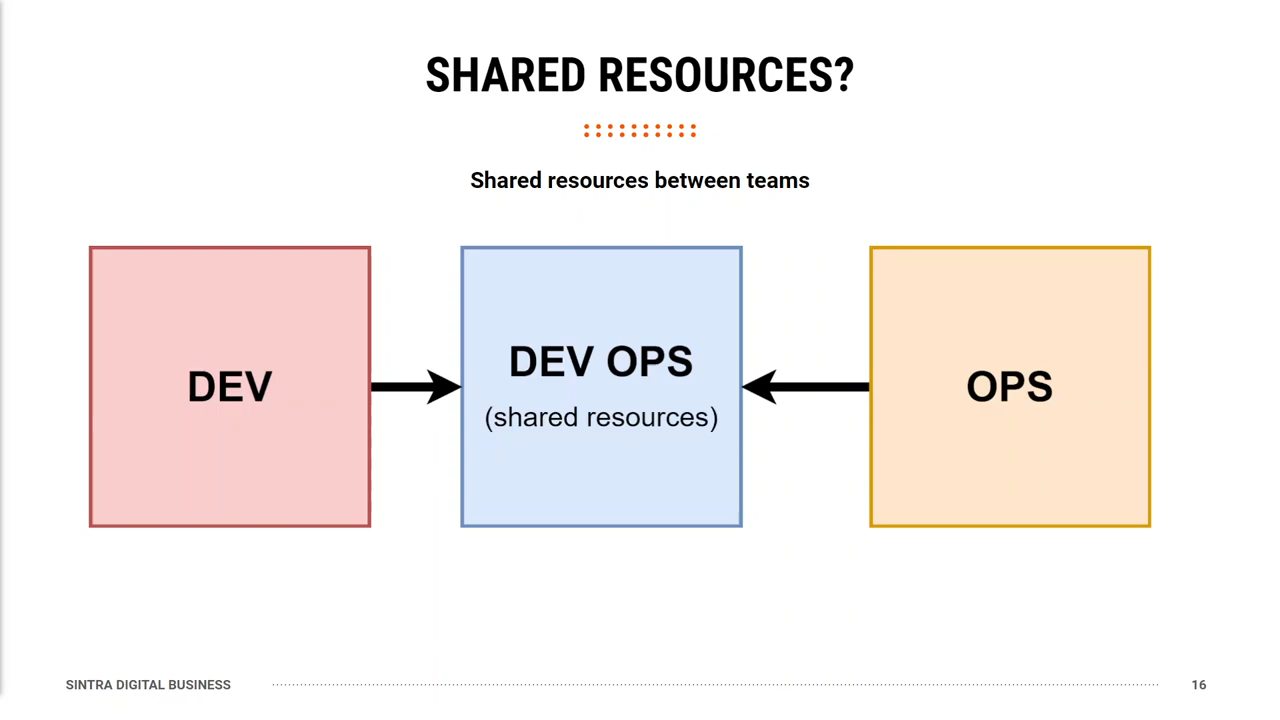 SHARED RESOURCES?
Shared resources between teams
DEV
DEV OPS
(shared resources)
OPS
SINTRA DIGITAL BUSINESS
16